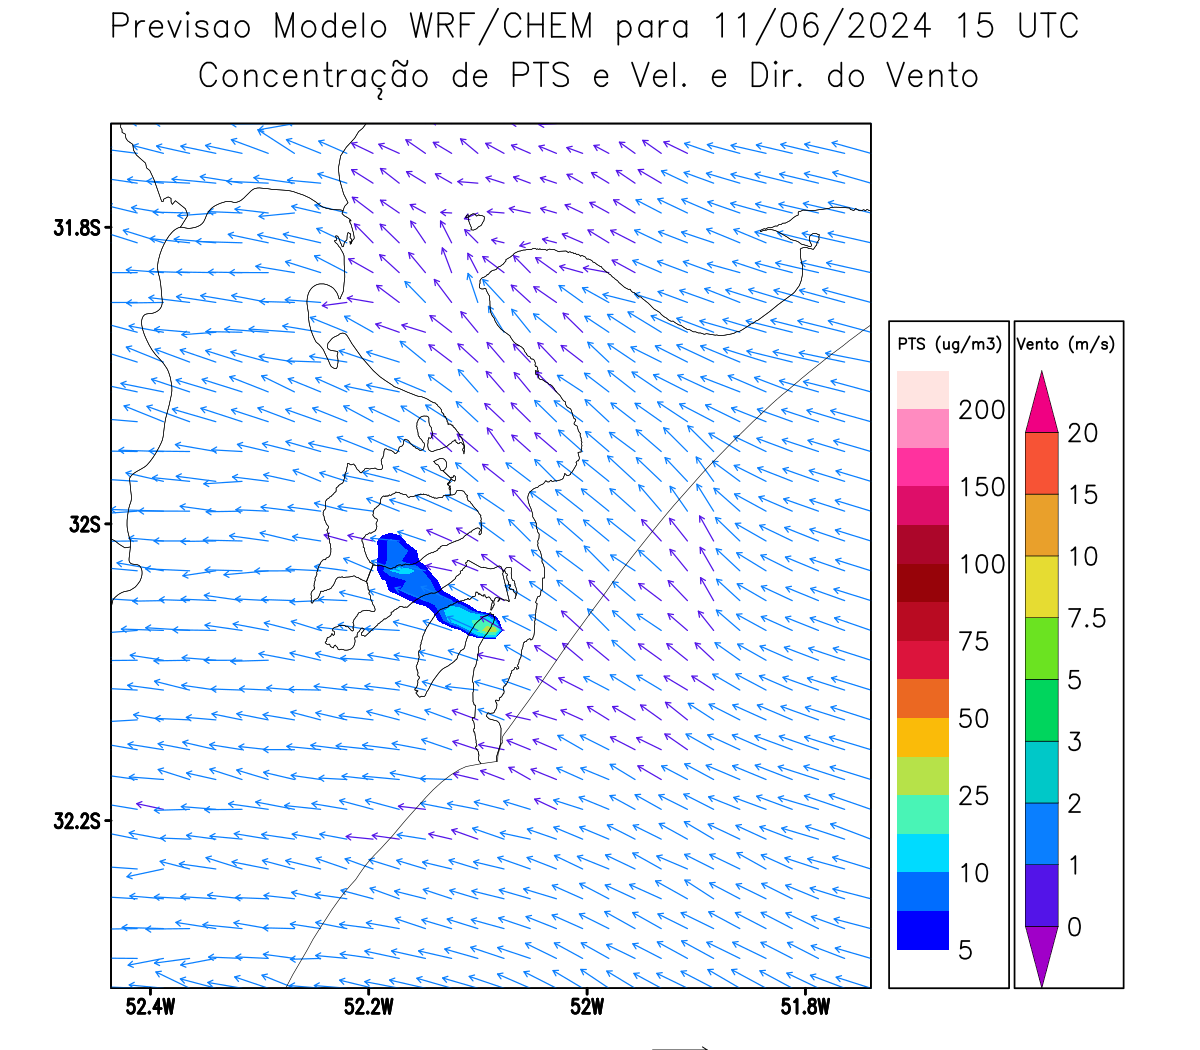 Previsao Modelo WRF/CHEM para 11/06/2024 15 UTC
Concentração de PTS e Vel. e Dir. do Vento
31.8S
32S
32.2S
52.4W
52.2W
52W
51.8W
PTS (ug/m3)
200
150
100
75
50
25
10
5
Vento (m/s)
20
15
10
7.5
5
3
2
1
0